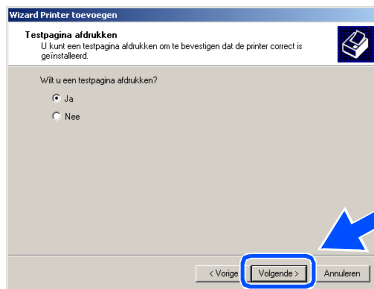 Wizard Printer toevoegen
Testpagina afdrukken
U kunt een testpagina afdrukken om te bevestigen dat de printer correct is
geïnstalleerd.
Wilt u een testpagina afdrukken?
Ja
Nee
< Vorige
Volgende >
Annuleren